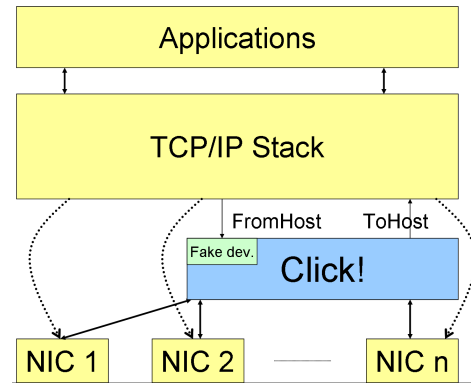 Applications
TCP/IP Stack
FromHost
ToHost
Fake dev.
Click!
NIC 1
NIC 2
NIC n